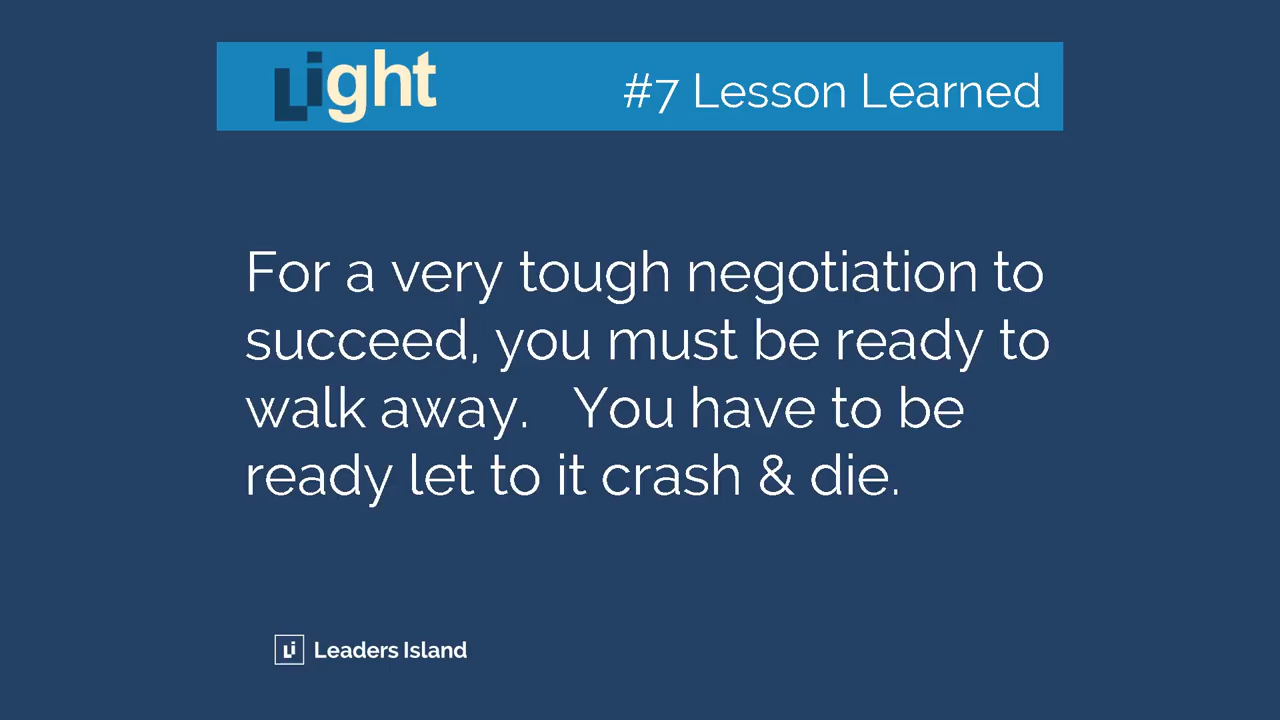 Light
#7 Lesson Learned
For a very tough negotiation to
succeed, you must be ready to
walk away. You have to be
ready let to it crash & die.
Li Leaders Island